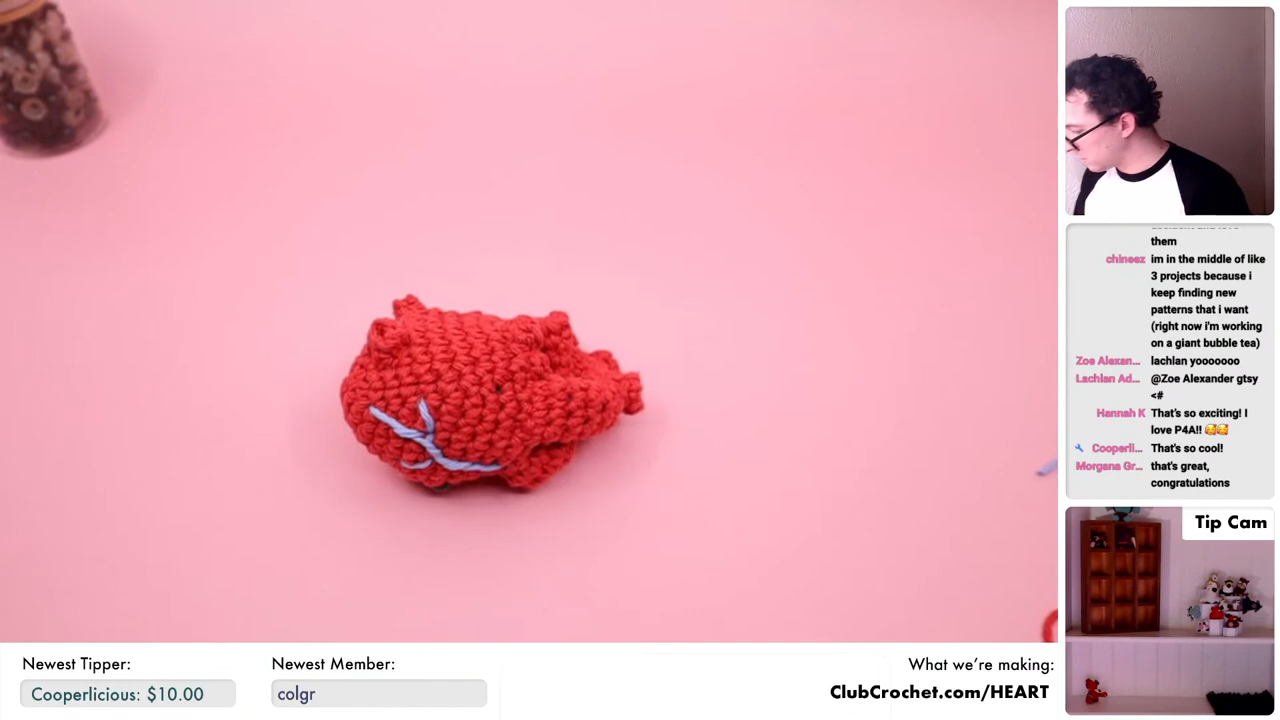 them
chineez im in the middle of like
3 projects because i
keep finding new
patterns that i want
(right now i'm working
on a giant bubble tea)
Zoe Alexan... lachlan yooooooo
Lachlan Ad... @Zoe Alexander gtsy
<#
Hannah K That's so exciting! I
love P4A!! 🥰🥰
Cooperli... That's so cool!
Morgana Gr... that's great,
congratulations
Tip Cam
Newest Tipper:
Cooperlicious: $10.00
Newest Member:
colgr
What we're making:
ClubCrochet.com/HEART